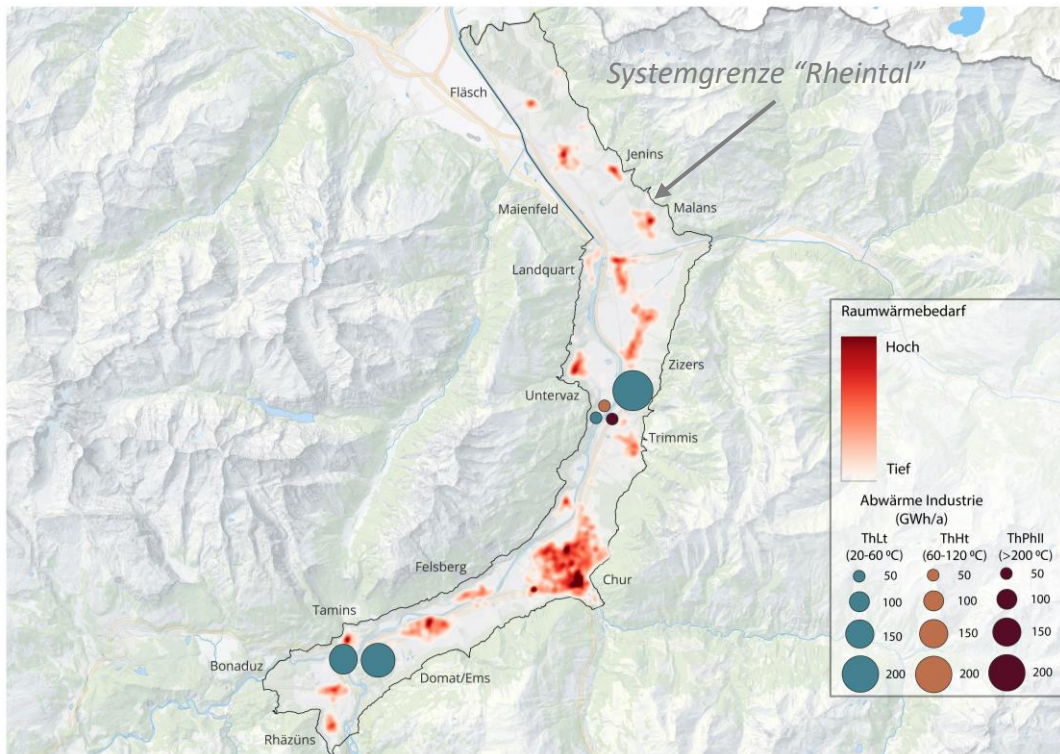 Systemgrenze "Rheintal"
Fläsch
Jenins
Maienfeld
Malans
Landquart
Zizers
Untervaz
Trimmis
Felsberg
Chur
Tamins
Bonaduz
Domat/Ems
Rhäzüns
Raumwärmebedarf
Hoch
Tief
Abwärme Industrie
(GWh/a)
ThLt ThHt ThPhII
(20-60 ºC) (60-120 ºC) (>200 ºC)
50 50 50
100 100 100
150 150 150
200 200 200